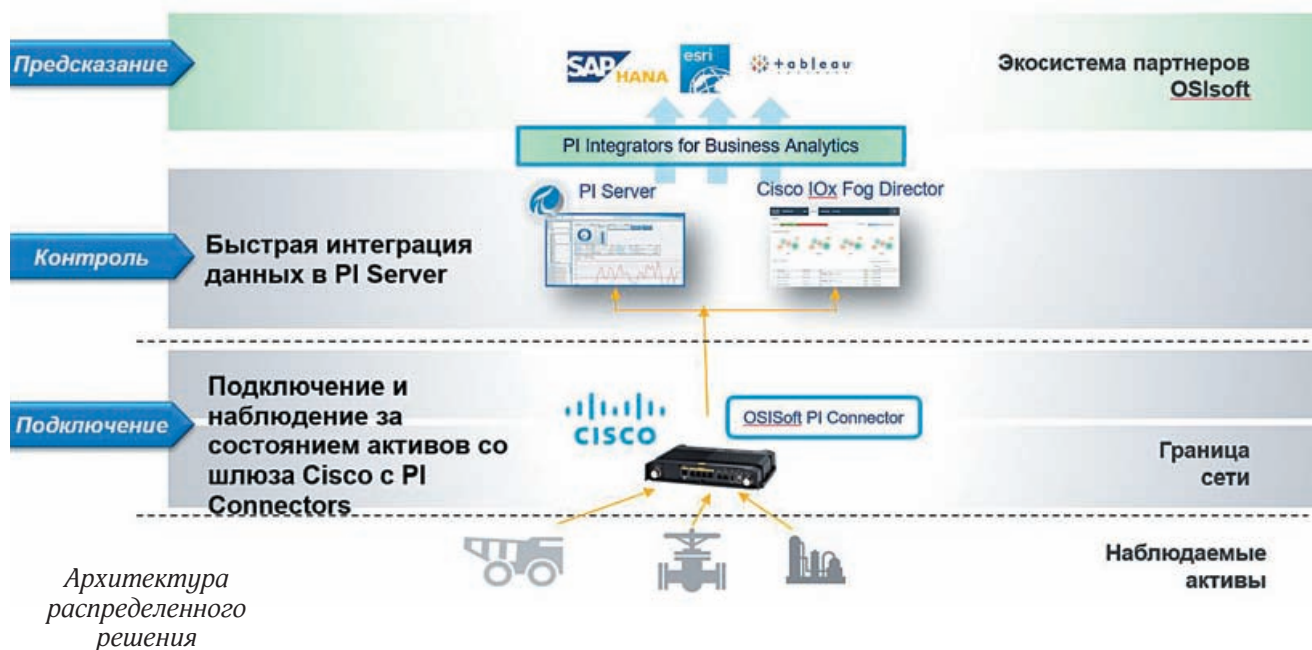 Предсказание
SAP HANA
esri
+ableau
SOFTWARE
Экосистема партнеров
OSIsoft
PI Integrators for Business Analytics
PI Server
Cisco IOx Fog Director
Контроль
Быстрая интеграция
данных в PI Server
Подключение
Подключение и
наблюдение за
состоянием активов со
шлюза Cisco с PI
Connectors
CISCO
OSISoft PI Connector
Граница
сети
Наблюдаемые
активы
Архитектура
распределенного
решения